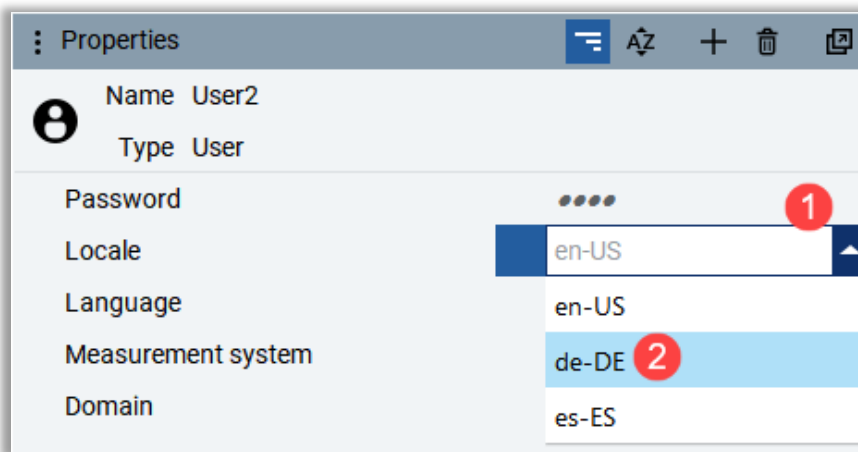 Properties
Name User2
Type User
Password ••••
1
Locale en-US
Language en-US
Measurement system de-DE 2
Domain es-ES